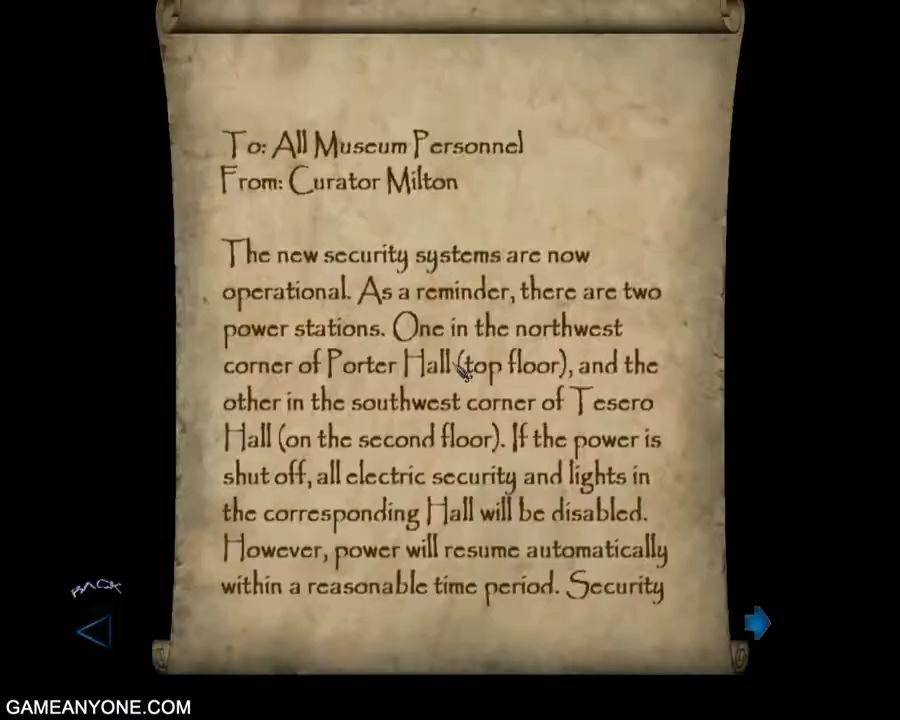 To: All Museum Personnel
From: Curator Milton
The new security systems are now
operational. As a reminder, there are two
power stations. One in the northwest
corner of Porter Hall (top floor), and the
other in the southwest corner of Tesero
Hall (on the second floor). If the power is
shut off, all electric security and lights in
the corresponding Hall will be disabled.
However, power will resume automatically
within a reasonable time period. Security
BACK
GAMEANYONE.COM